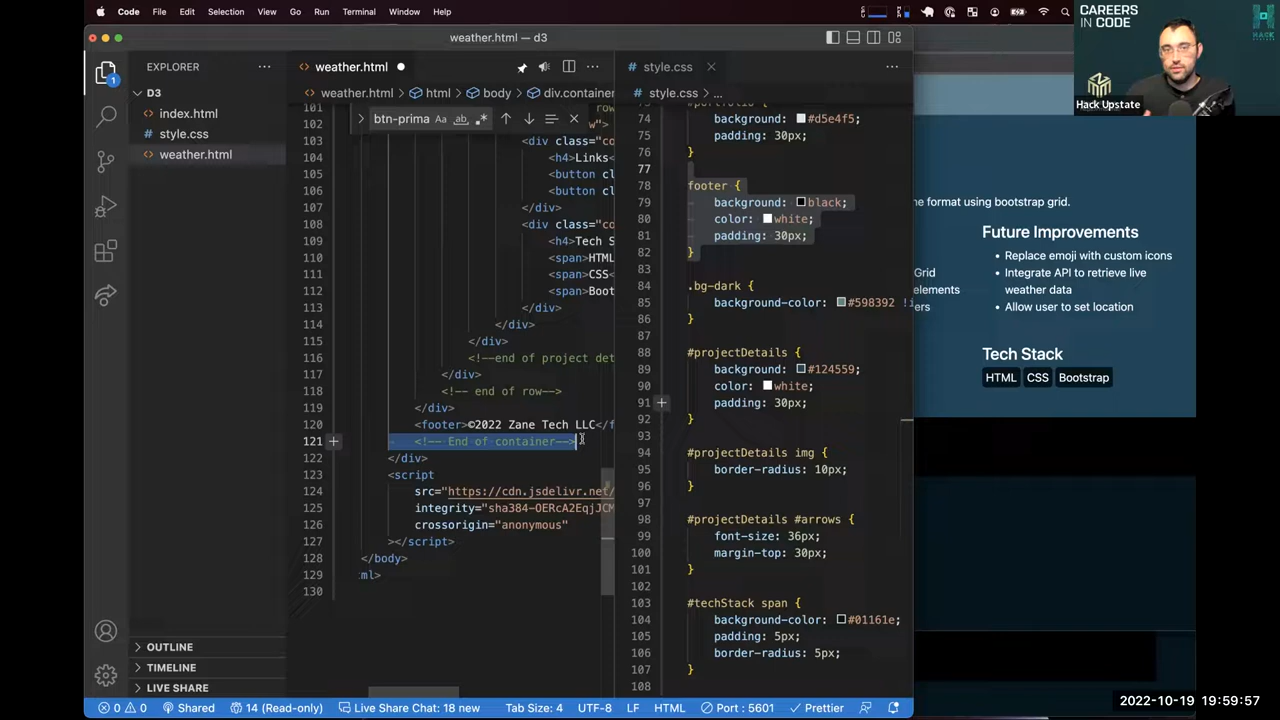 Code File Edit Selection View Go Run Terminal Window Help
CAREERS
IN CODE
HACK
Hack Upstate
weather.html — d3
EXPLORER
D3
index.html
style.css
weather.html
OUTLINE
TIMELINE
LIVE SHARE
1
weather.html
weather.html html body div.container
btn-prima Aa ab
101
102
103 <div class="co
104 <h4>Links<
105 <button cl
106 <button cl
107 </div>
108 <div class="co
109 <h4>Tech S
110 <span>HTML
111 <span>CSS<
112 <span>Boot
113 </div>
114 </div>
115 </div>
116 <!--end of project det
117 </div>
118 <!-- end of row-->
119 </div>
120 <footer>©2022 Zane Tech LLC</f
121 <!-- End of container-->
122 </div>
123 <script
124 src="https://cdn.jsdelivr.net/
125 integrity="sha384-OERcA2EqjJCM
126 crossorigin="anonymous"
127 ></script>
128 </body>
129 ml>
130
style.css
style.css ...
74 background: #d5e4f5;
75 padding: 30px;
76 }
77
78 footer {
79 background: black;
80 color: white;
81 padding: 30px;
82 }
83
84 .bg-dark {
85 background-color: #598392 !i
86 }
87
88 #projectDetails {
89 background: #124559;
90 color: white;
91 padding: 30px;
92 }
93
94 #projectDetails img {
95 border-radius: 10px;
96 }
97
98 #projectDetails #arrows {
99 font-size: 36px;
100 margin-top: 30px;
101 }
102
103 #techStack span {
104 background-color: #01161e;
105 padding: 5px;
106 border-radius: 5px;
107 }
108
e format using bootstrap grid.
Future Improvements
Replace emoji with custom icons
Grid
Integrate API to retrieve live
weather data
elements
ers
Allow user to set location
Tech Stack
HTML CSS Bootstrap
0 0 Shared 14 (Read-only) Live Share Chat: 18 new Tab Size: 4 UTF-8 LF HTML Port : 5601 Prettier
2022-10-19 19:59:57